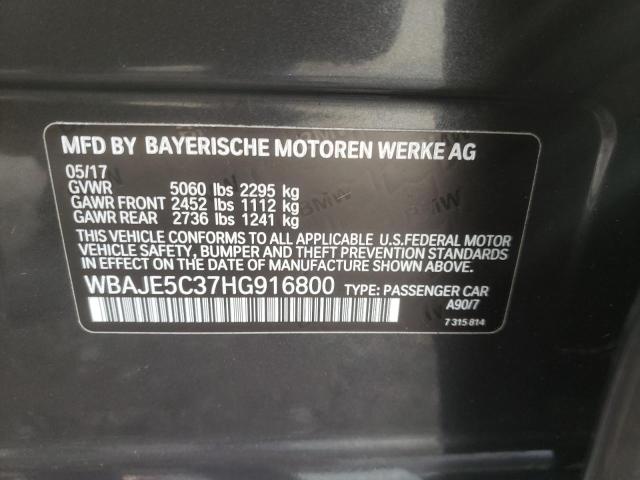 MFD BY BAYERISCHE MOTOREN WERKE AG
05/17
GVWR 5060 lbs 2295 kg
GAWR FRONT 2452 lbs 1112 kg
GAWR REAR 2736 lbs 1241 kg
THIS VEHICLE CONFORMS TO ALL APPLICABLE U.S.FEDERAL MOTOR
VEHICLE SAFETY, BUMPER AND THEFT PREVENTION STANDARDS
IN EFFECT ON THE DATE OF MANUFACTURE SHOWN ABOVE.
WBAJE5C37HG916800 TYPE: PASSENGER CAR
A90/7
7 315 814
BMW
BMW